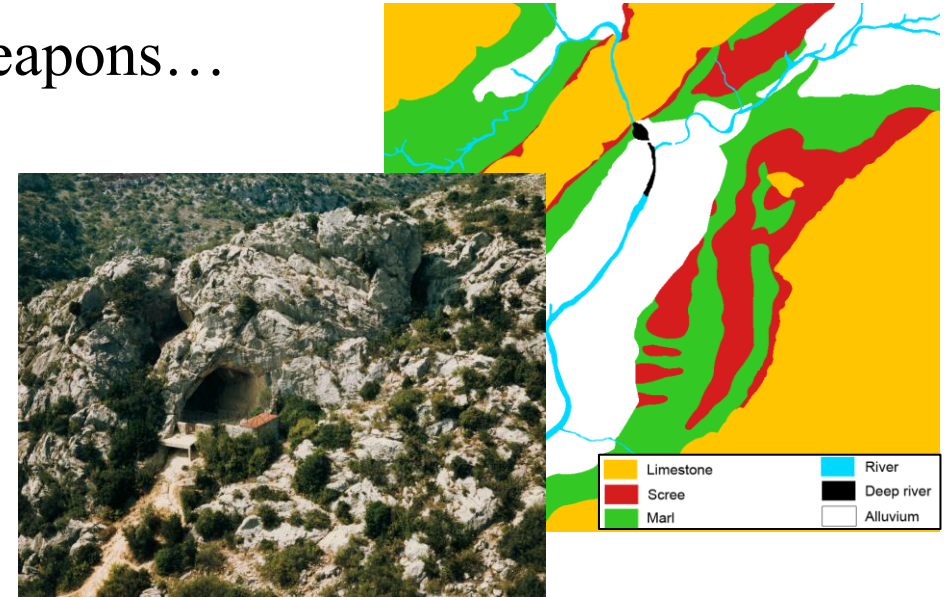 eapons…
Limestone
Scree
Marl
River
Deep river
Alluvium